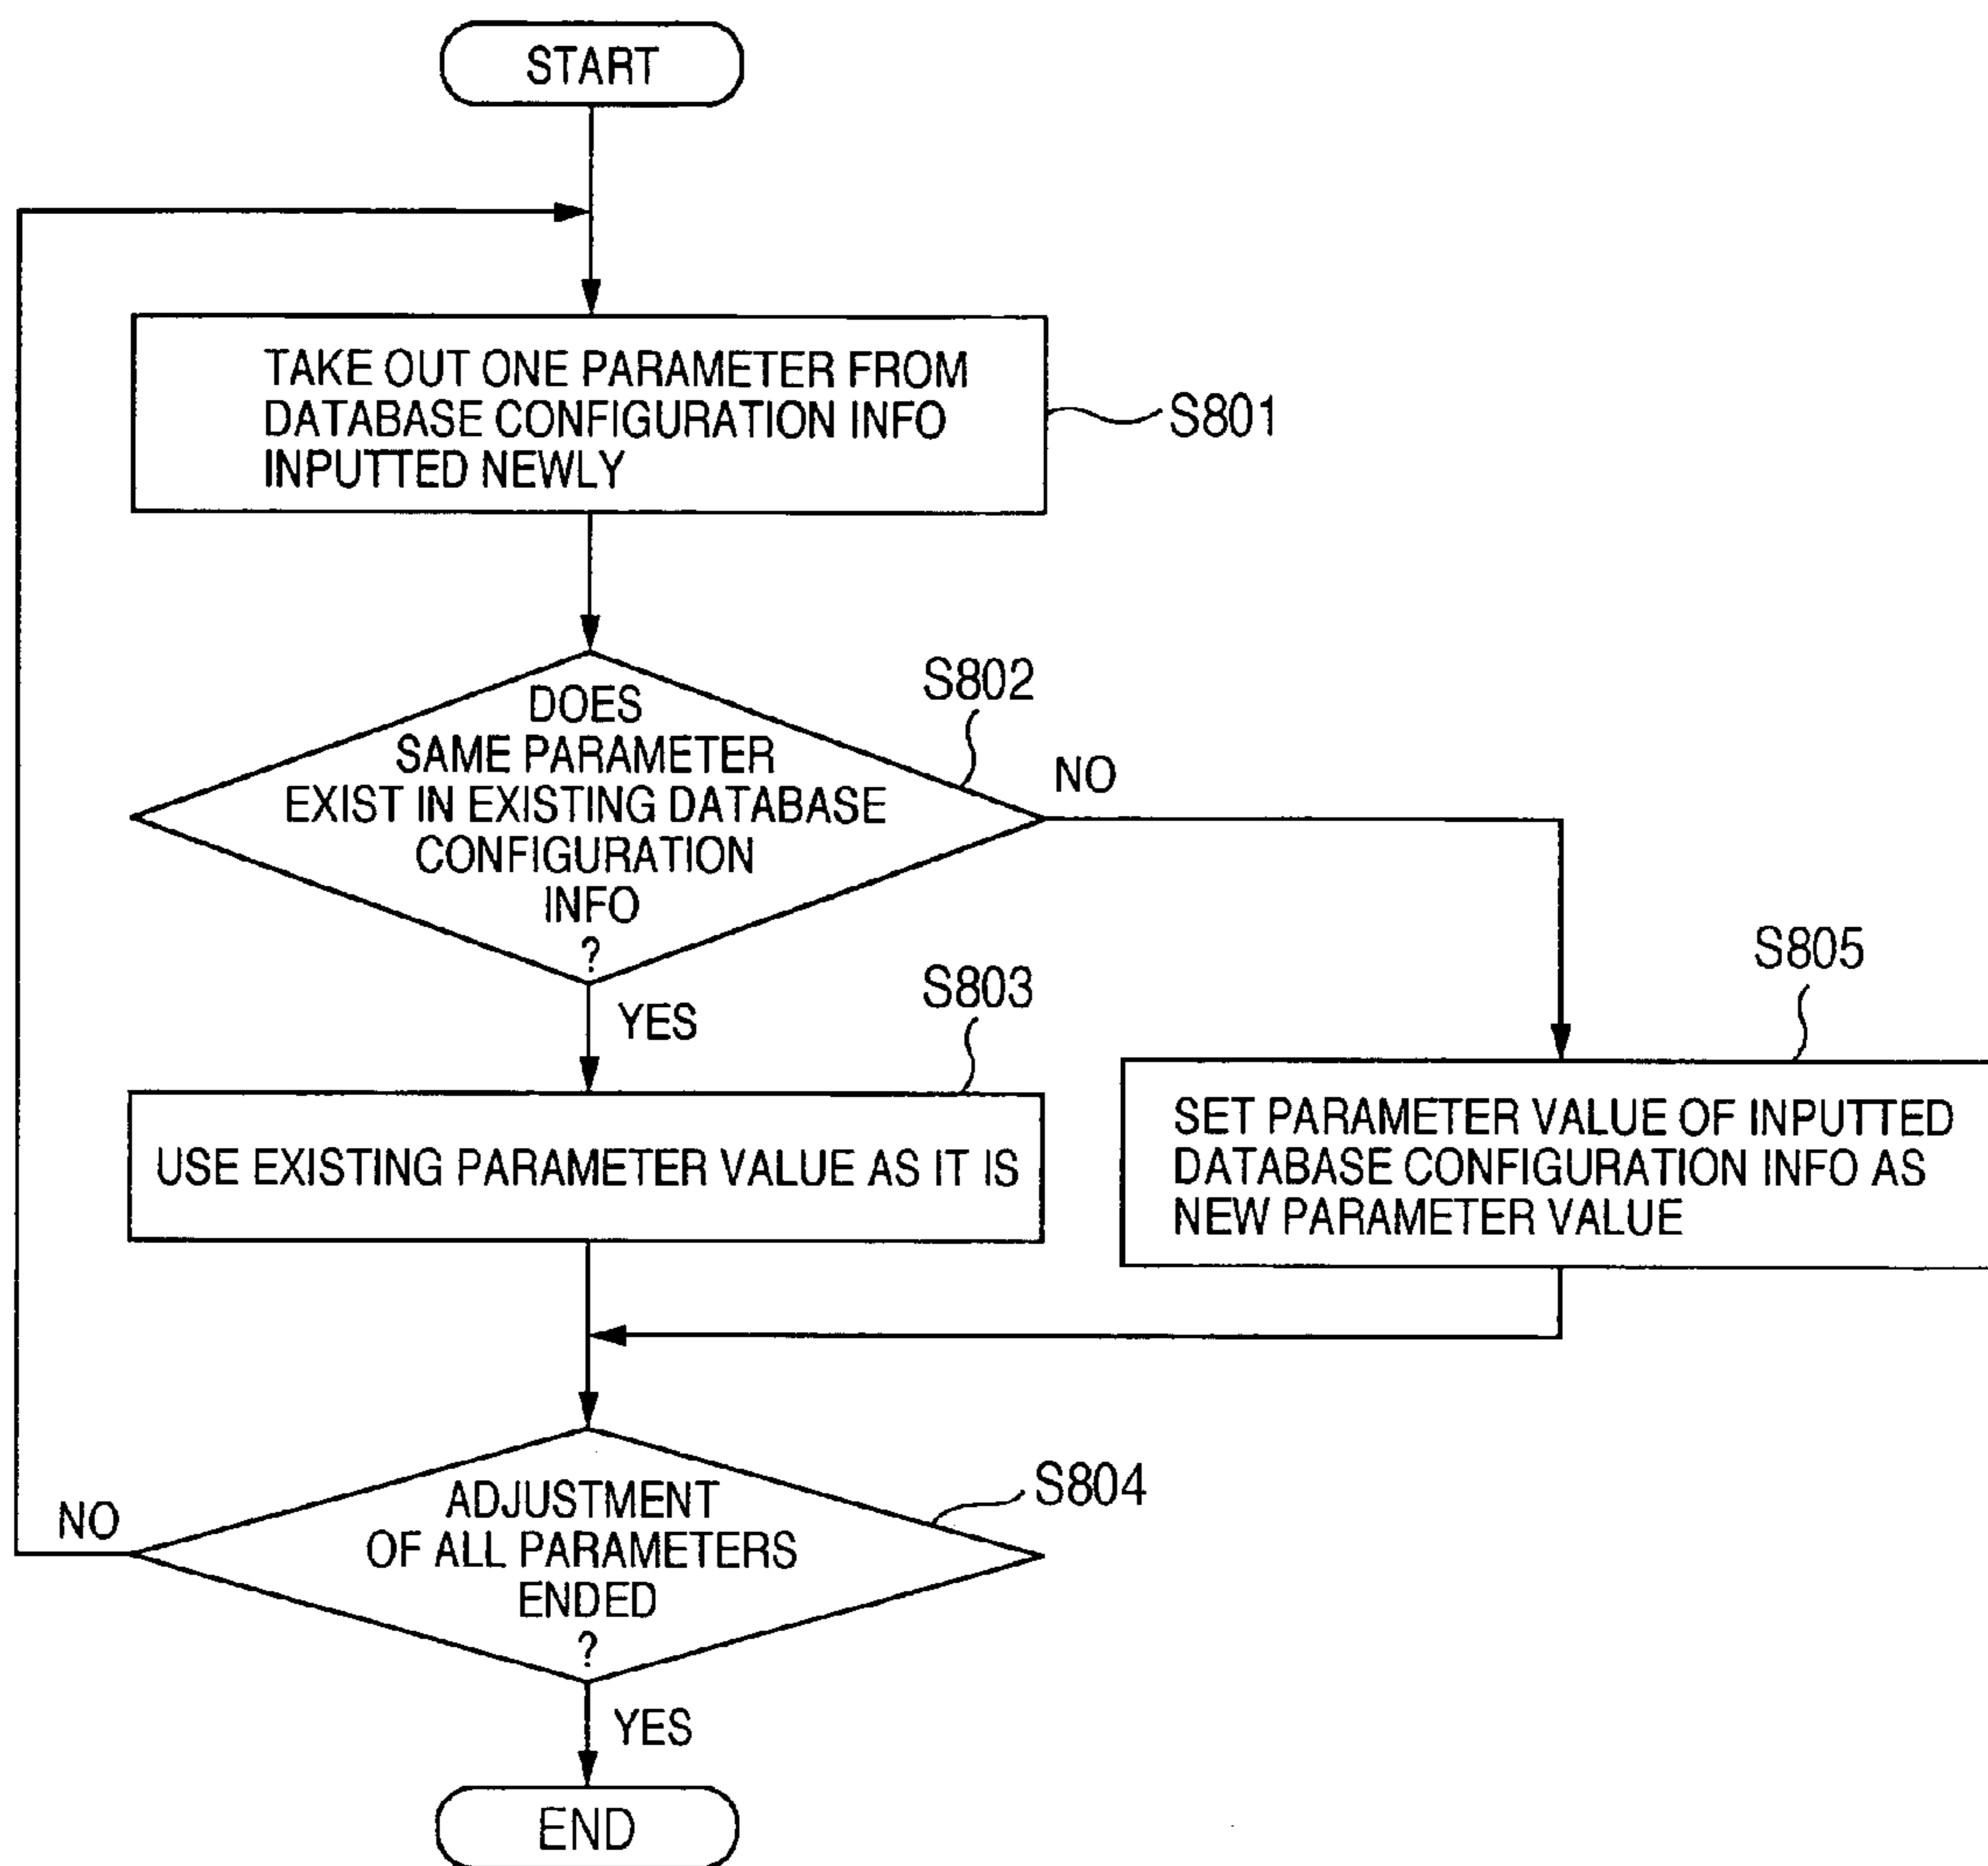 START
TAKE OUT ONE PARAMETER FROM
DATABASE CONFIGURATION INFO
INPUTTED NEWLY
S801
S802
DOES
SAME PARAMETER
EXIST IN EXISTING DATABASE
CONFIGURATION
INFO
?
NO
YES
S803
USE EXISTING PARAMETER VALUE AS IT IS
S805
SET PARAMETER VALUE OF INPUTTED
DATABASE CONFIGURATION INFO AS
NEW PARAMETER VALUE
S804
ADJUSTMENT
OF ALL PARAMETERS
ENDED
?
NO
YES
END